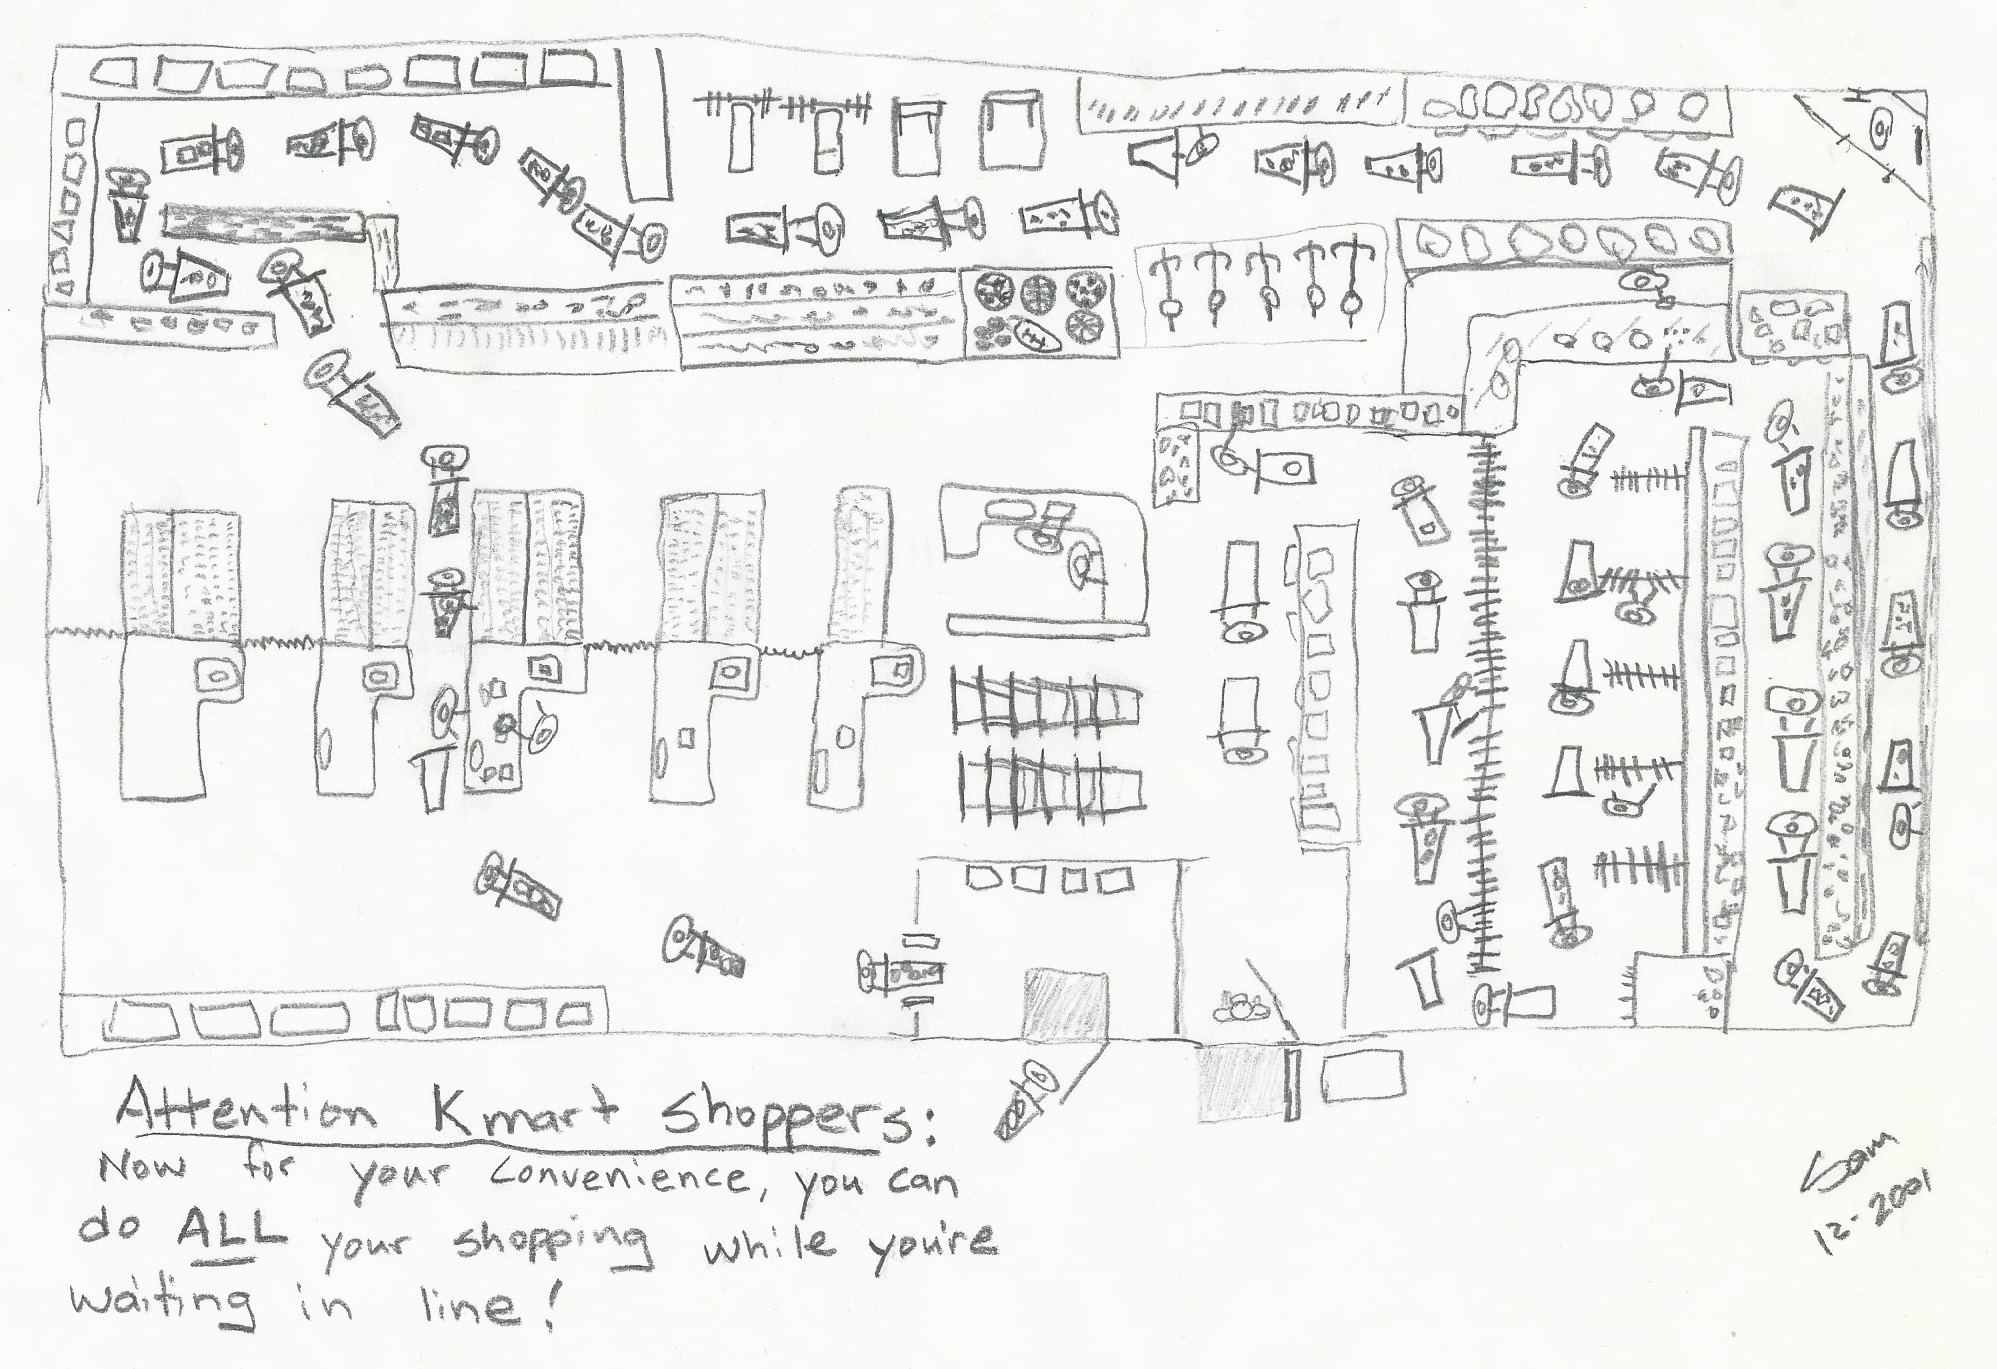 Attention Kmart Shoppers:
Now for your convenience, you can
do ALL your shopping while you're
waiting in line!
Sam
12-2001